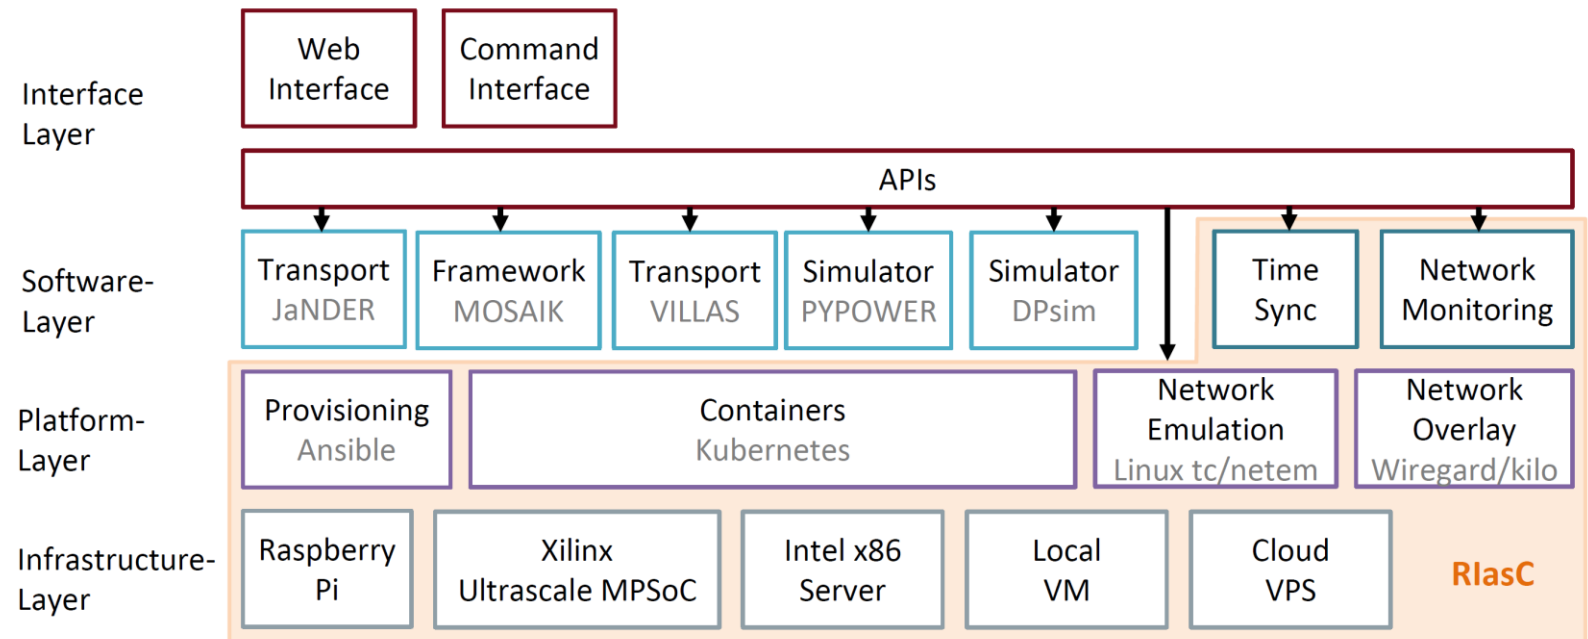 Web
Interface
Command
Interface
Interface
Layer
APIs
Software-
Layer
Transport
JaNDER
Framework
MOSAIK
Transport
VILLAS
Simulator
PYPOWER
Simulator
DPsim
Time
Sync
Network
Monitoring
Platform-
Layer
Provisioning
Ansible
Containers
Kubernetes
Network
Emulation
Linux tc/netem
Network
Overlay
Wiregard/kilo
Infrastructure-
Layer
Raspberry
Pi
Xilinx
Ultrascale MPSoC
Intel x86
Server
Local
VM
Cloud
VPS
RIasC